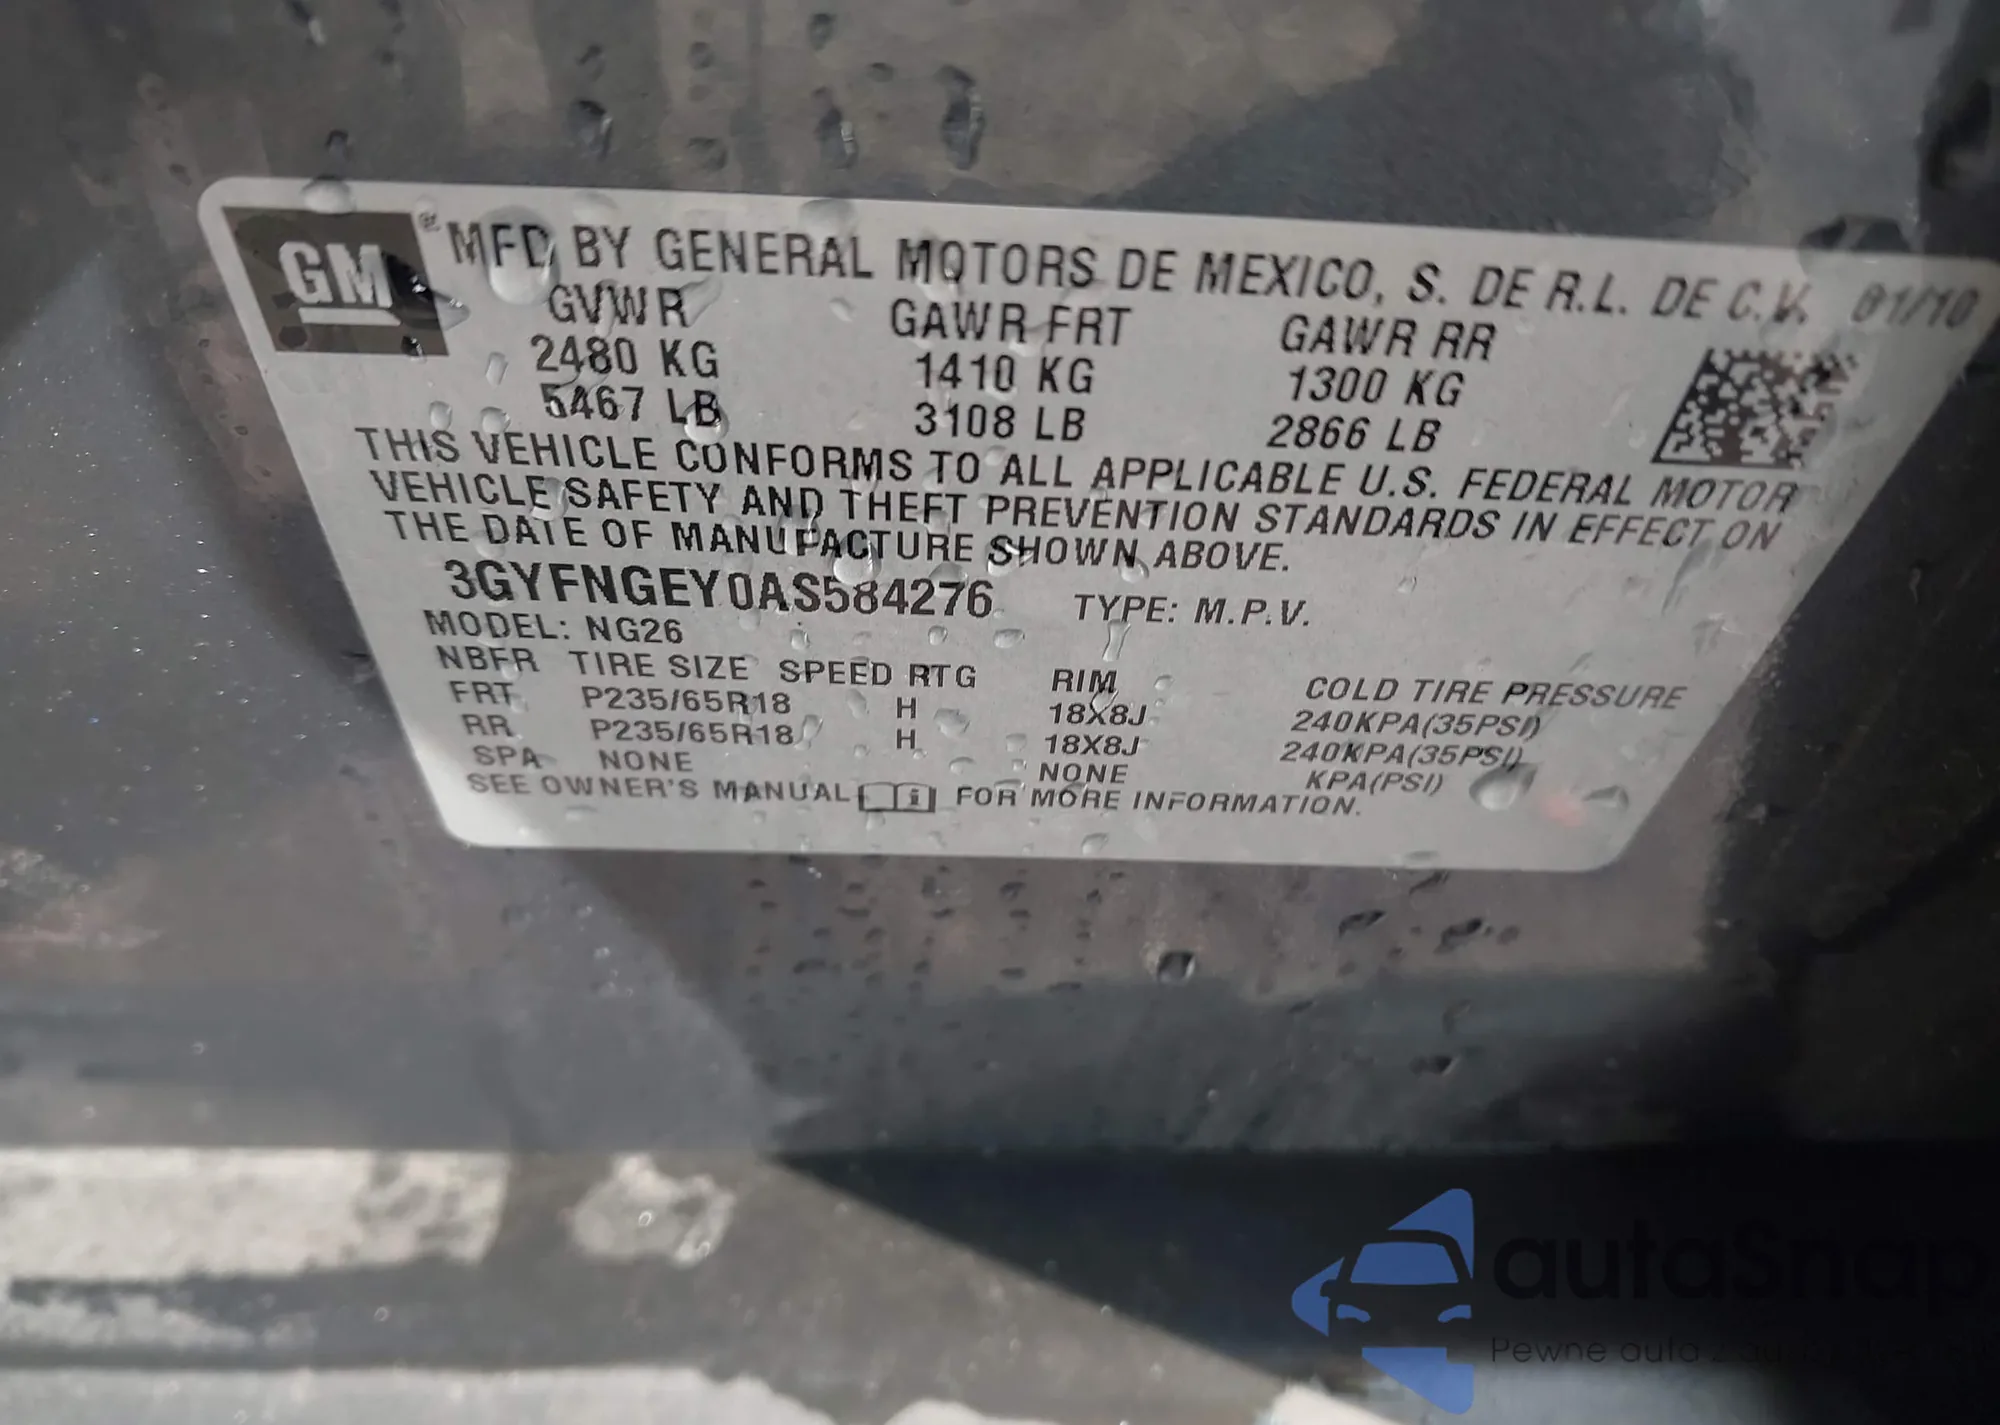 GM
® MFD BY GENERAL MOTORS DE MEXICO, S. DE R.L. DE C.V. 01/10
GVWR GAWR FRT GAWR RR
2480 KG 1410 KG 1300 KG
5467 LB 3108 LB 2866 LB
THIS VEHICLE CONFORMS TO ALL APPLICABLE U.S. FEDERAL MOTOR
VEHICLE SAFETY AND THEFT PREVENTION STANDARDS IN EFFECT ON
THE DATE OF MANUFACTURE SHOWN ABOVE.
3GYFNGEY0AS584276 TYPE: M.P.V.
MODEL: NG26
NBFR TIRE SIZE SPEED RTG RIM COLD TIRE PRESSURE
FRT P235/65R18 H 18X8J 240KPA(35PSI)
RR P235/65R18 H 18X8J 240KPA(35PSI)
SPA NONE NONE KPA(PSI)
SEE OWNER'S MANUAL FOR MORE INFORMATION.
autaSnap
Pewne auta z